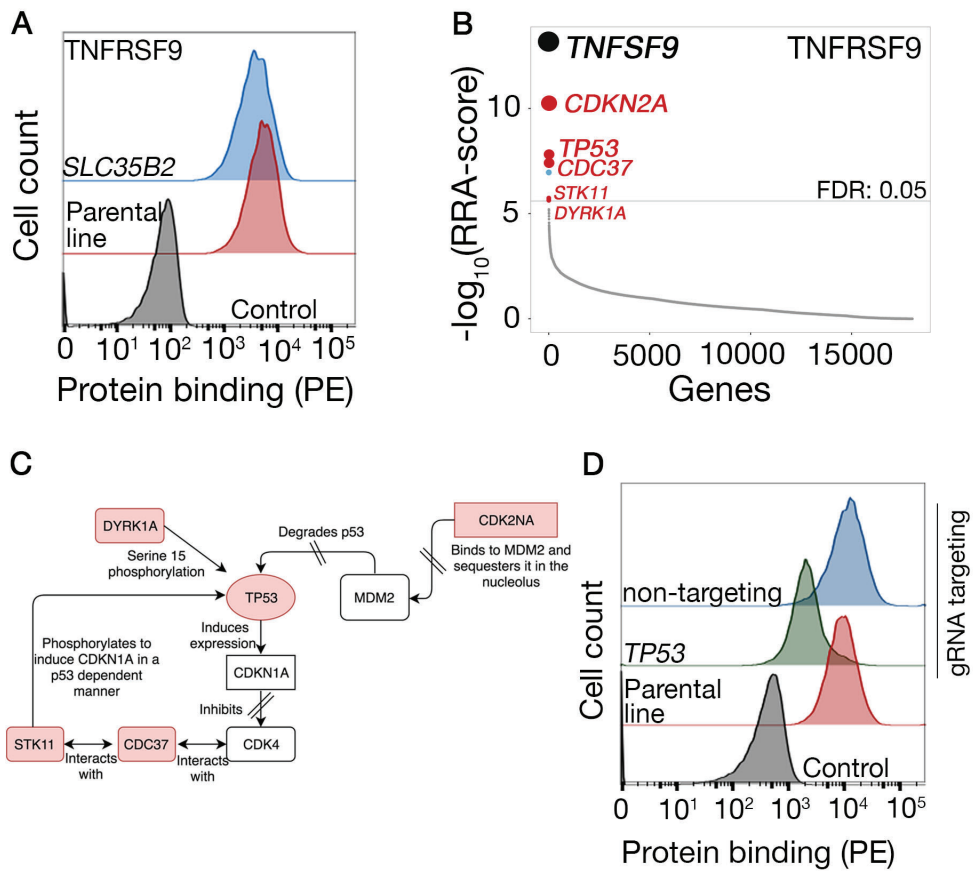 A
TNFRSF9
SLC35B2
Parental
line
Control
Cell count
0 10¹ 10² 10³ 10⁴ 10⁵
Protein binding (PE)
B
TNFSF9
TNFRSF9
CDKN2A
TP53
CDC37
STK11
DYRK1A
FDR: 0.05
10
5
0
-log₁₀(RRA-score)
0 5000 10000 15000
Genes
C
DYRK1A
Serine 15
phosphorylation
Degrades p53
CDK2NA
Binds to MDM2 and
sequesters it in the
nucleolus
TP53
MDM2
Induces
expression
Phosphorylates to
induce CDKN1A in a
p53 dependent
manner
CDKN1A
Inhibits
STK11
Interacts
with
CDC37
Interacts
with
CDK4
D
non-targeting
TP53
Parental
line
Control
gRNA targeting
Cell count
0 10¹ 10² 10³ 10⁴ 10⁵
Protein binding (PE)